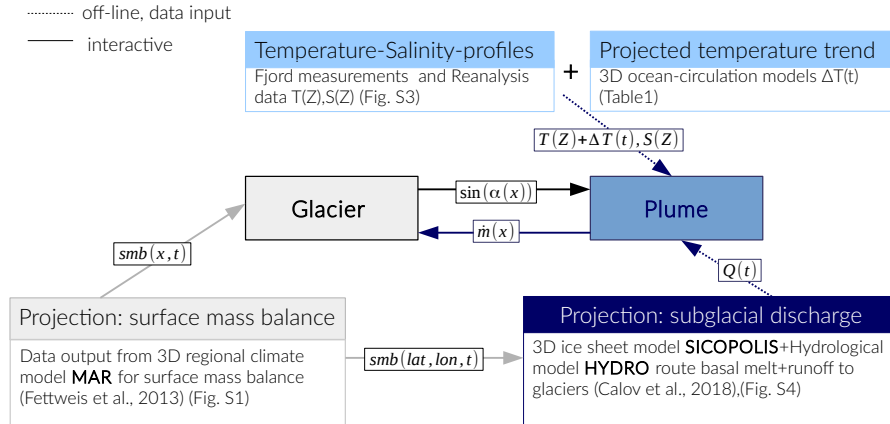 off-line, data input
interactive
Temperature-Salinity-profiles
Fjord measurements and Reanalysis
data T(Z),S(Z) (Fig. S3)
+
Projected temperature trend
3D ocean-circulation models ΔT(t)
(Table1)
T(Z)+ΔT(t),S(Z)
Glacier
sin(α(x))
Plume
ṁ(x)
smb(x,t)
Q(t)
Projection: surface mass balance
Data output from 3D regional climate
model MAR for surface mass balance
(Fettweis et al., 2013) (Fig. S1)
smb(lat,lon,t)
Projection: subglacial discharge
3D ice sheet model SICOPOLIS+Hydrological
model HYDRO route basal melt+runoff to
glaciers (Calov et al., 2018),(Fig. S4)